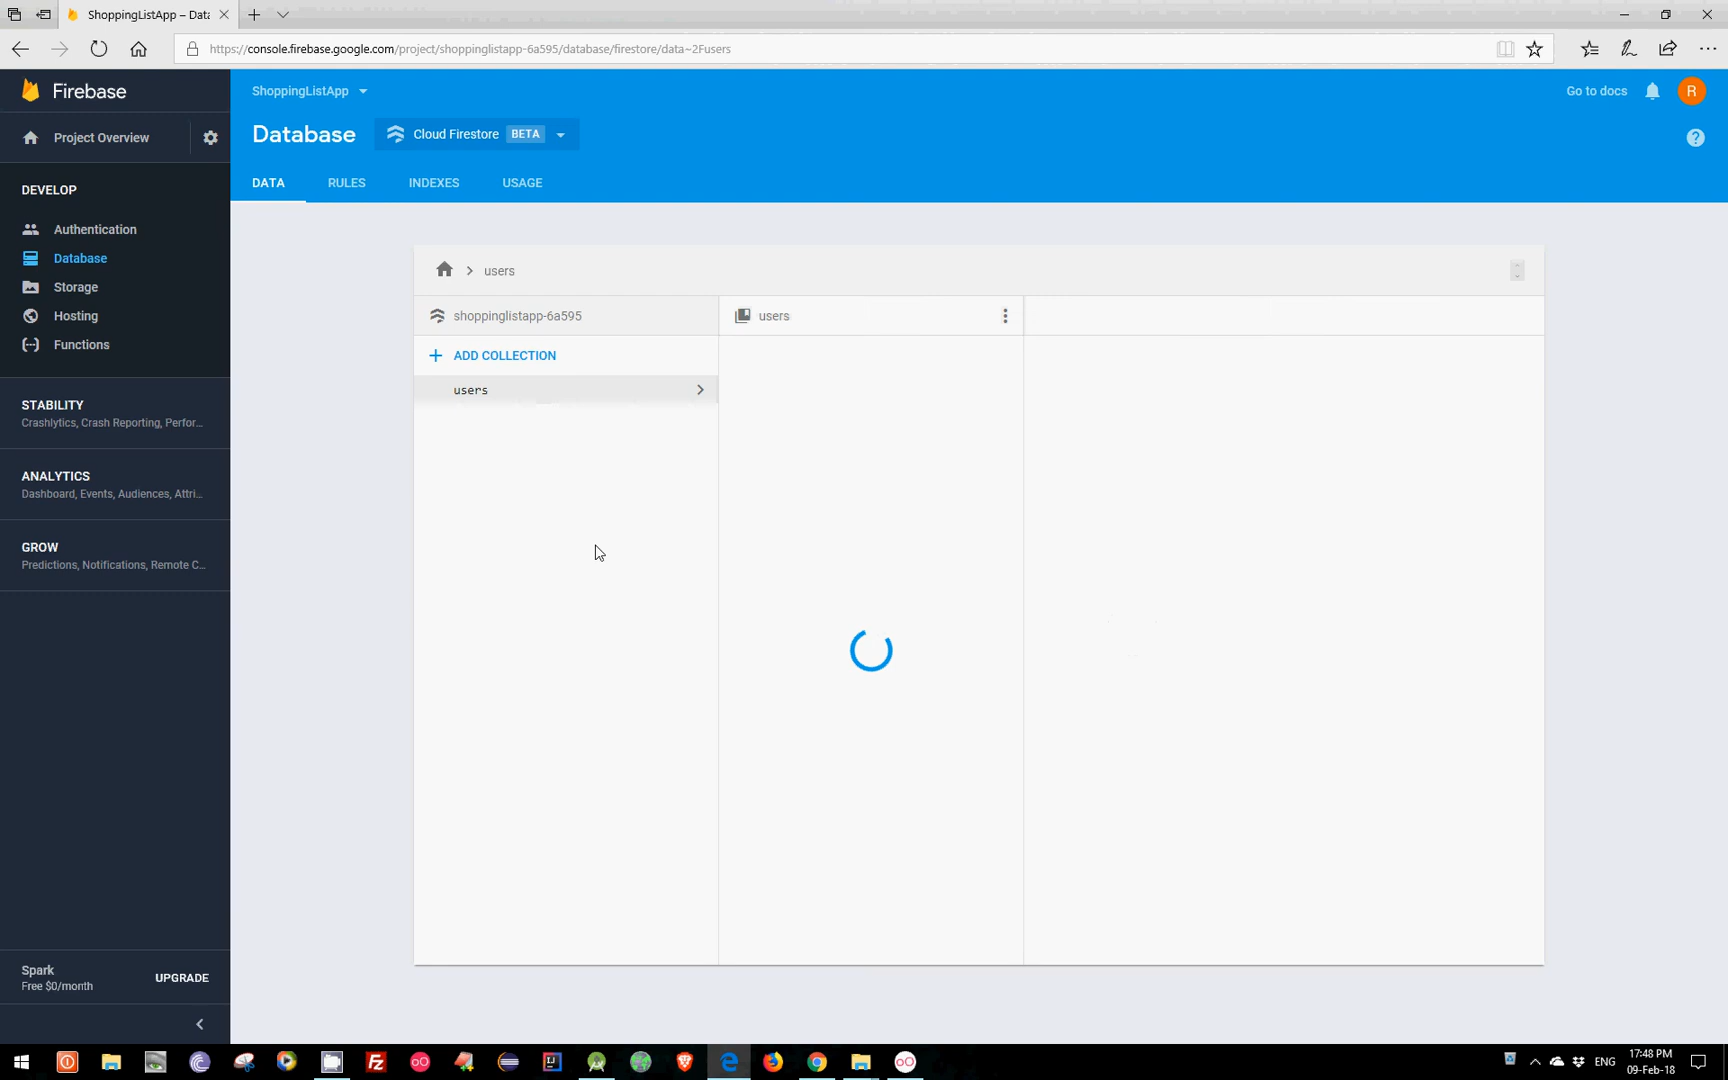 ShoppingListApp – Data
https://console.firebase.google.com/project/shoppinglistapp-6a595/database/firestore/data~2Fusers
Firebase
ShoppingListApp
Go to docs
R
Project Overview
Database
Cloud Firestore BETA
?
DATA RULES INDEXES USAGE
DEVELOP
Authentication
Database
Storage
Hosting
Functions
users
shoppinglistapp-6a595
users
ADD COLLECTION
users
STABILITY
Crashlytics, Crash Reporting, Perfor...
ANALYTICS
Dashboard, Events, Audiences, Attri...
GROW
Predictions, Notifications, Remote C...
Spark
Free $0/month
UPGRADE
ENG
17:48 PM
09-Feb-18